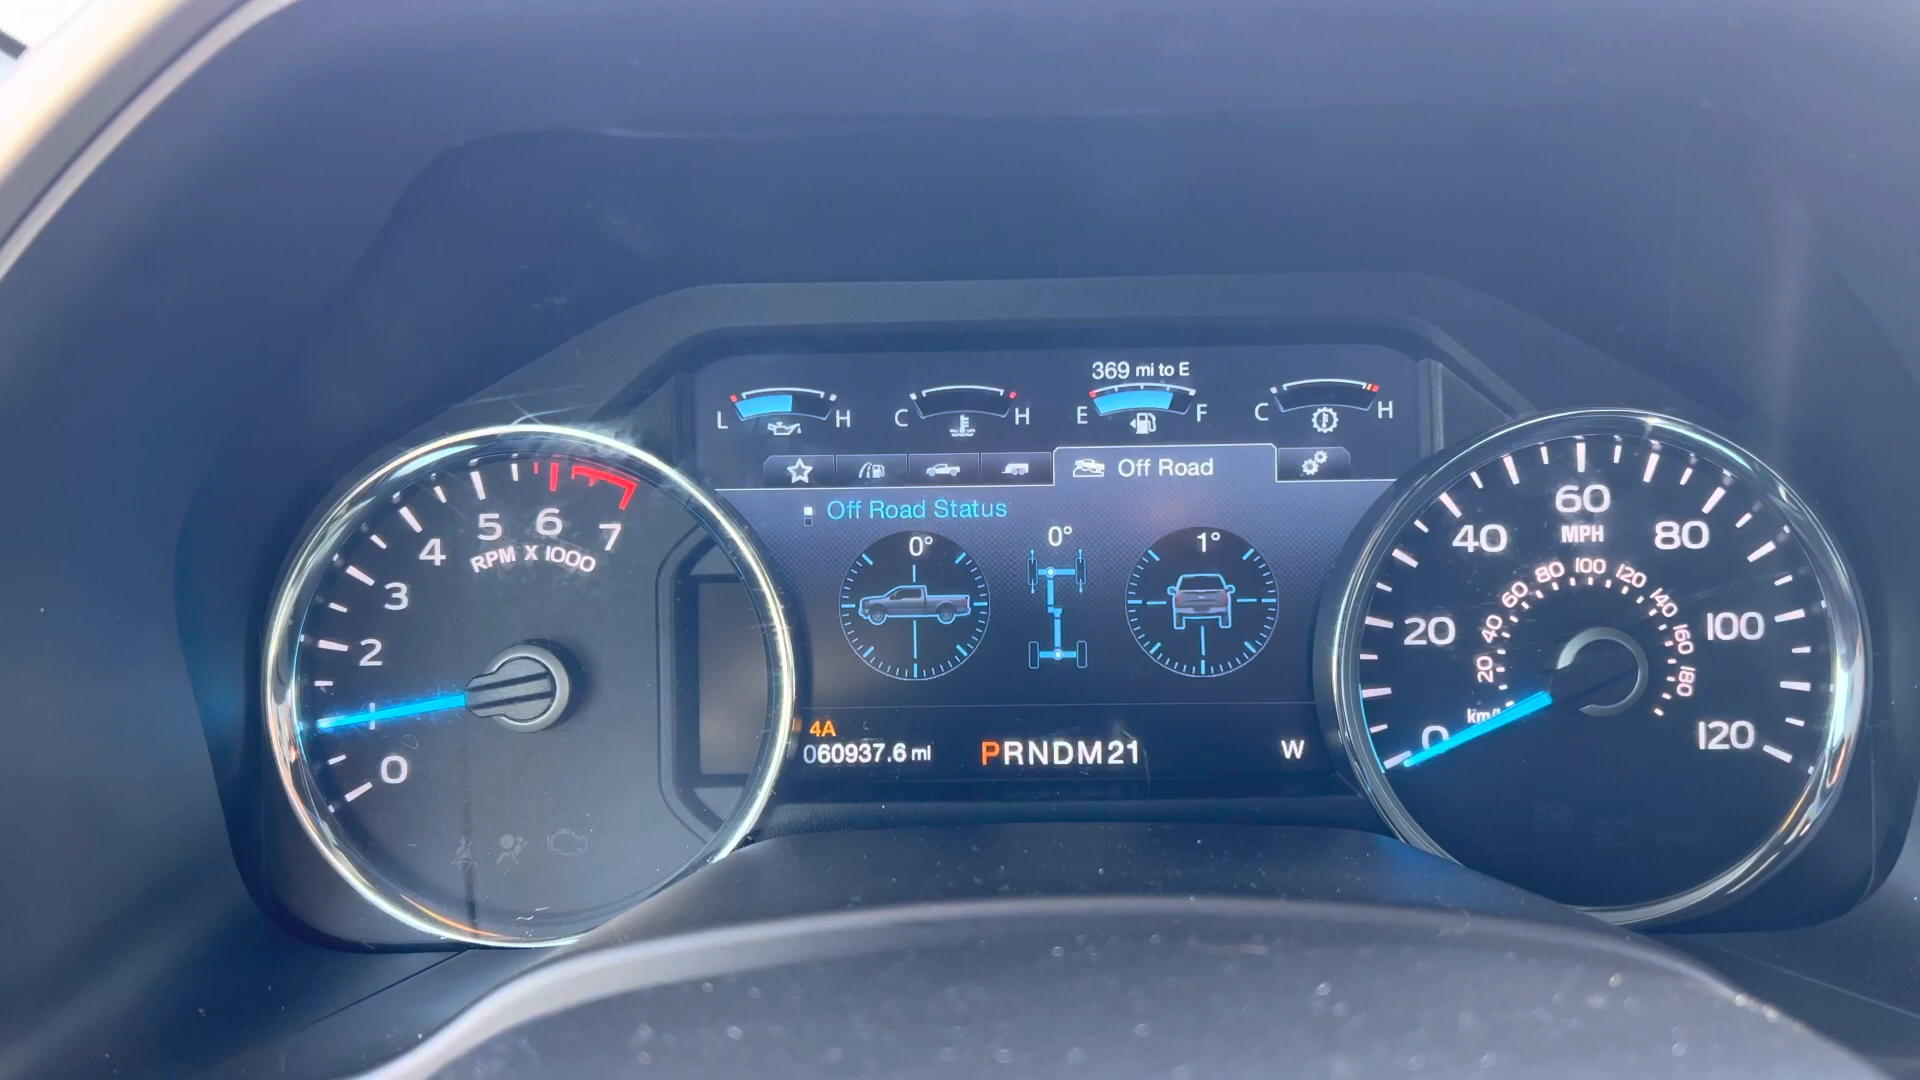 369 mi to E
L H C H E F C H
Off Road
Off Road Status
0° 0° 1°
4A
060937.6 mi PRNDM21 W
0 1 2 3 4 5 6 7
RPM X 1000
0 20 40 60 80 100 120
MPH
20 40 60 80 100 120 140 160 180